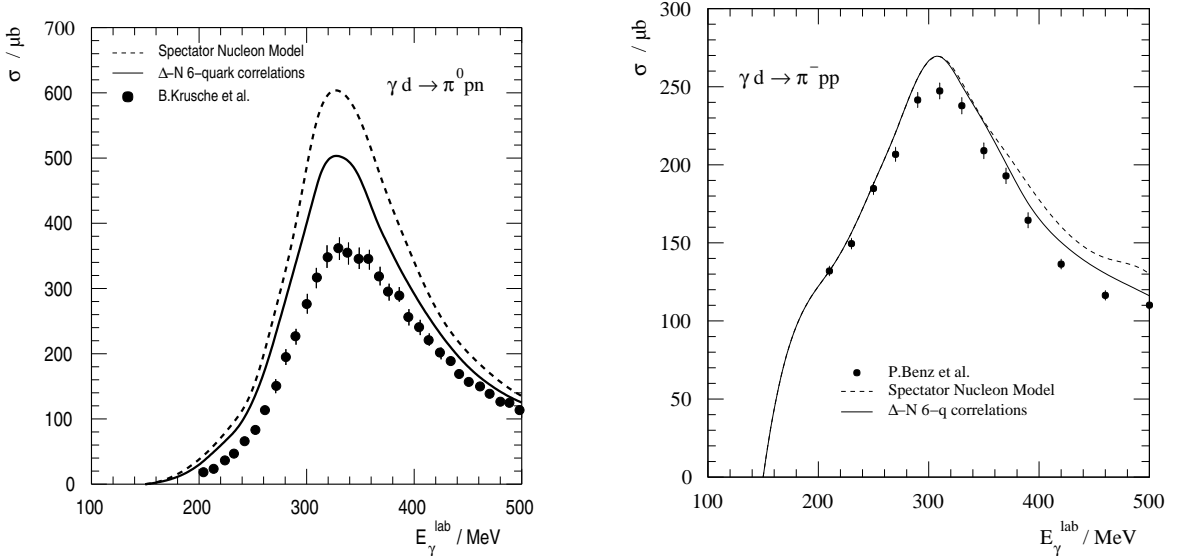 σ / μb
700
600
500
400
300
200
100
0
Spectator Nucleon Model
Δ–N 6-quark correlations
B.Krusche et al.
γ d → π⁰ pn
100
200
300
400
500
E_γ^lab / MeV
σ / μb
300
250
200
150
100
50
0
γ d → π⁻ pp
P.Benz et al.
Spectator Nucleon Model
Δ–N 6–q correlations
100
200
300
400
500
E_γ^lab / MeV